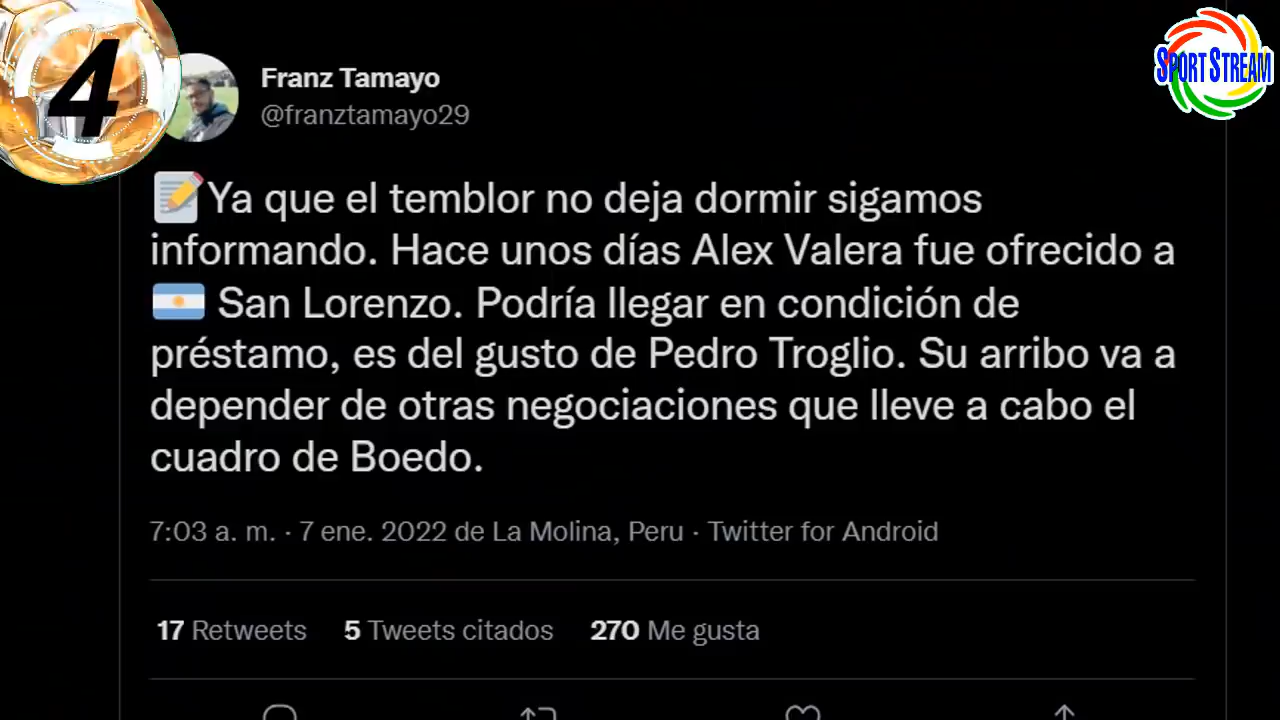 4
SPORT STREAM
Franz Tamayo
@franztamayo29
📝Ya que el temblor no deja dormir sigamos
informando. Hace unos días Alex Valera fue ofrecido a
🇦🇷 San Lorenzo. Podría llegar en condición de
préstamo, es del gusto de Pedro Troglio. Su arribo va a
depender de otras negociaciones que lleve a cabo el
cuadro de Boedo.
7:03 a. m. · 7 ene. 2022 de La Molina, Peru · Twitter for Android
17 Retweets 5 Tweets citados 270 Me gusta